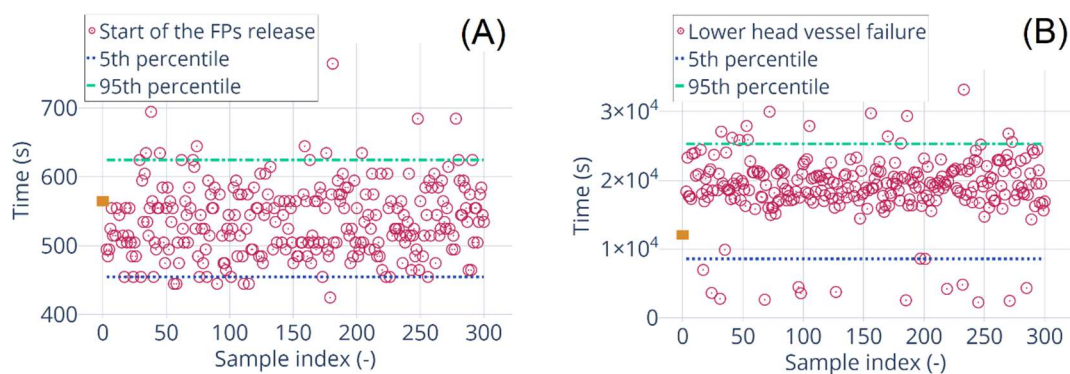 Start of the FPs release
5th percentile
95th percentile
(A)
Time (s)
700
600
500
400
0 50 100 150 200 250 300
Sample index (-)
Lower head vessel failure
5th percentile
95th percentile
(B)
Time (s)
3×10⁴
2×10⁴
1×10⁴
0
0 50 100 150 200 250 300
Sample index (-)